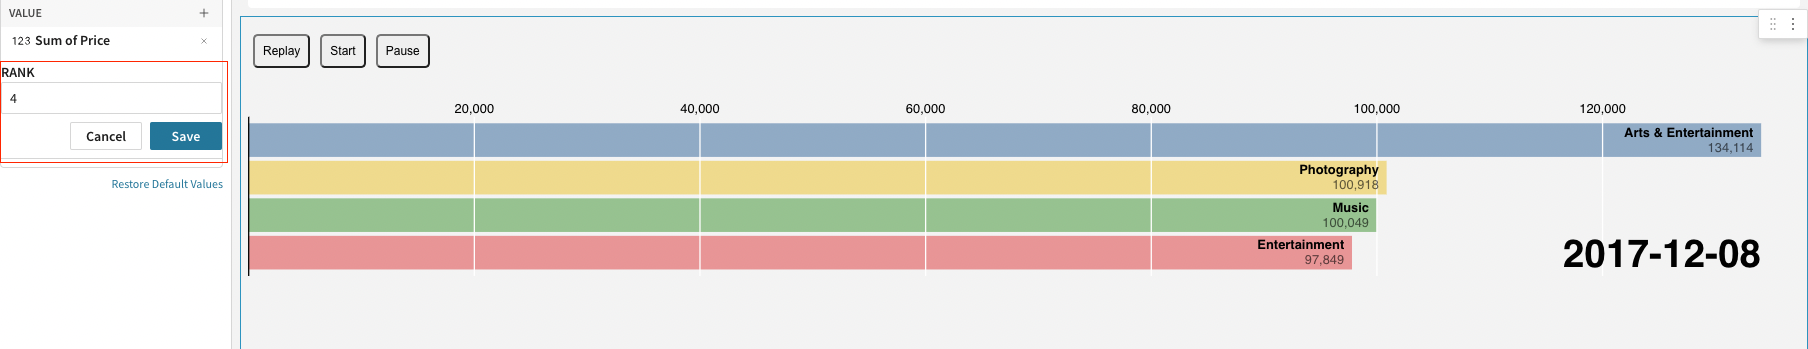 VALUE +
123 Sum of Price ×
RANK
4
Cancel Save
Restore Default Values
Replay Start Pause
20,000 40,000 60,000 80,000 100,000 120,000
Arts & Entertainment
134,114
Photography
100,918
Music
100,049
Entertainment
97,849
2017-12-08